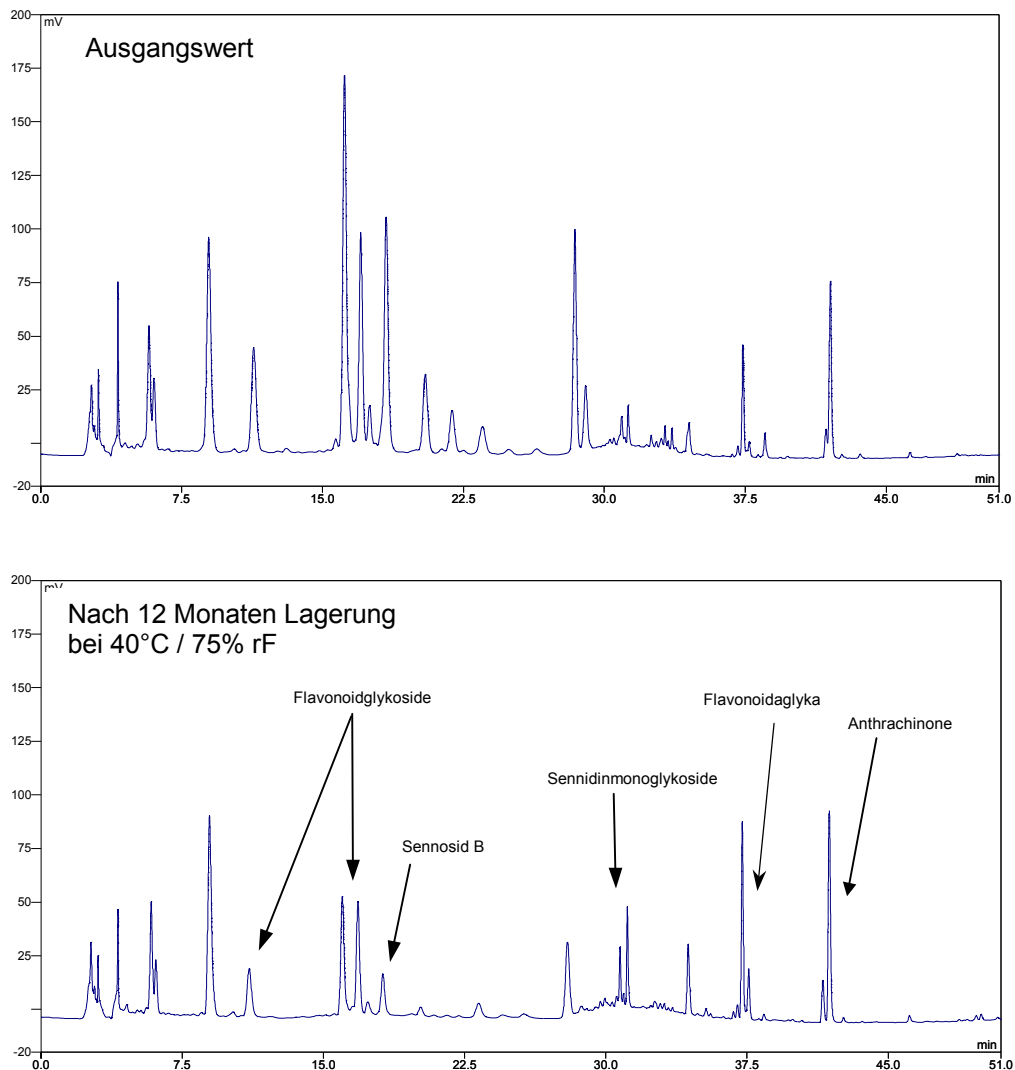 200
mV
Ausgangswert
175
150
125
100
75
50
25
-20
min
0.0 7.5 15.0 22.5 30.0 37.5 45.0 51.0
200
Nach 12 Monaten Lagerung
bei 40°C / 75% rF
175
150
125
100
75
50
25
-20
Flavonoidglykoside
Flavonoidaglyka
Anthrachinone
Sennidinmonoglykoside
Sennosid B
min
0.0 7.5 15.0 22.5 30.0 37.5 45.0 51.0